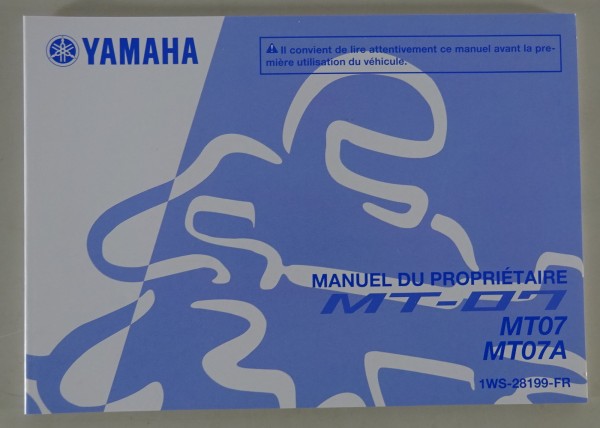 YAMAHA
⚠ Il convient de lire attentivement ce manuel avant la pre-
mière utilisation du véhicule.
MANUEL DU PROPRIÉTAIRE
MT-07
MT07
MT07A
1WS-28199-FR